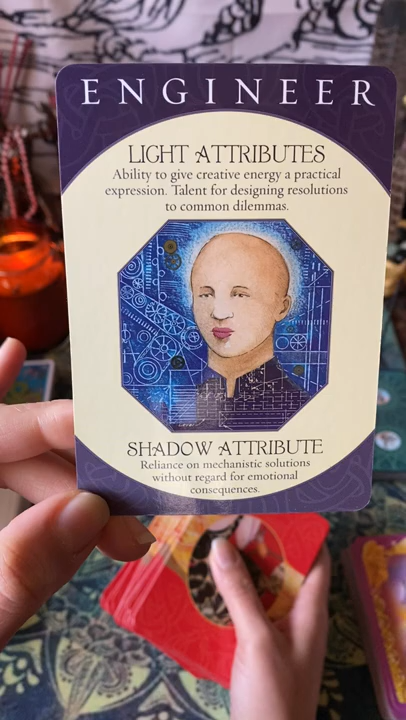 ENGINEER
LIGHT ATTRIBUTES
Ability to give creative energy a practical
expression. Talent for designing resolutions
to common dilemmas.
SHADOW ATTRIBUTE
Reliance on mechanistic solutions
without regard for emotional
consequences.